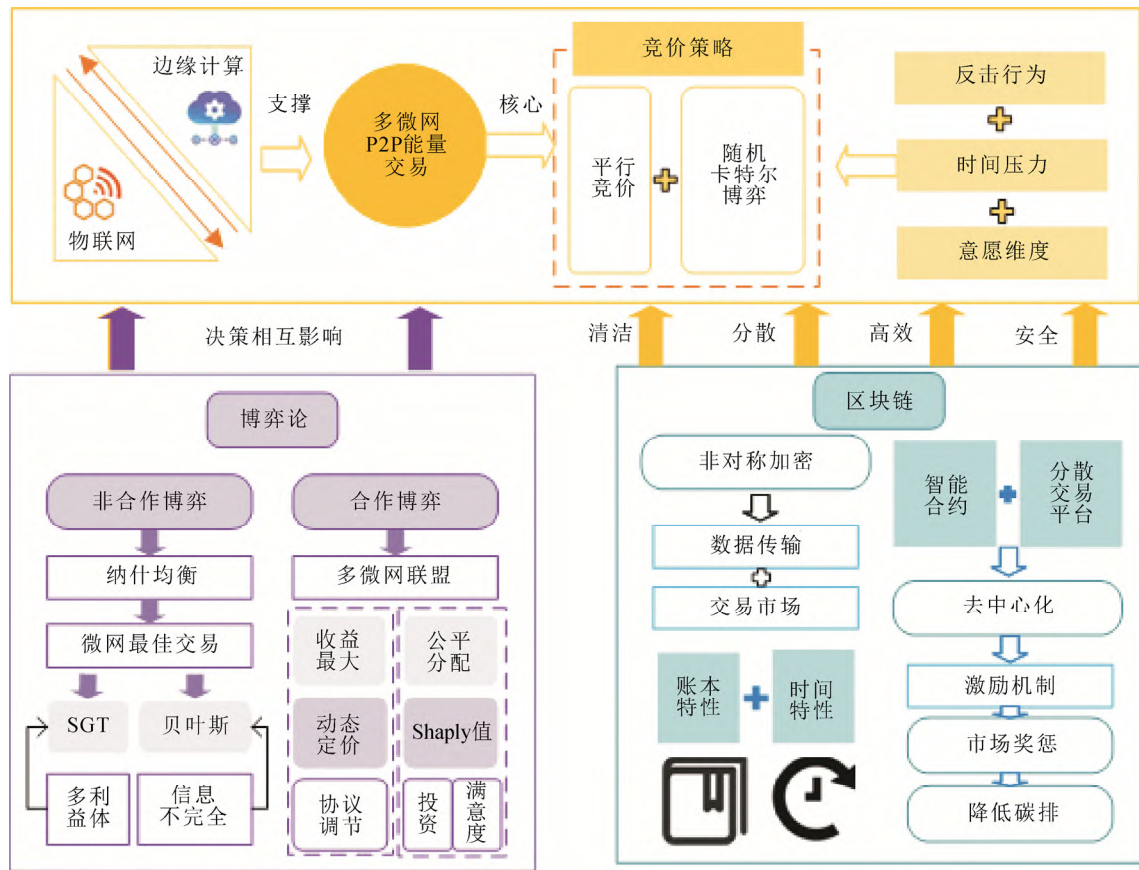 边缘计算
物联网
支撑
多微网
P2P能量
交易
核心
竞价策略
平行
竞价
随机
卡特尔
博弈
反击行为
时间压力
意愿维度
决策相互影响
清洁
分散
高效
安全
博弈论
非合作博弈
纳什均衡
微网最佳交易
SGT
贝叶斯
多利
益体
信息
不完全
合作博弈
多微网联盟
收益
最大
公平
分配
动态
定价
Shaply值
协议
调节
投
资
满
意
度
区块链
非对称加密
数据传输
交易市场
账本
特性
时间
特性
智能
合约
分散
交易
平台
去中心化
激励机制
市场奖惩
降低碳排